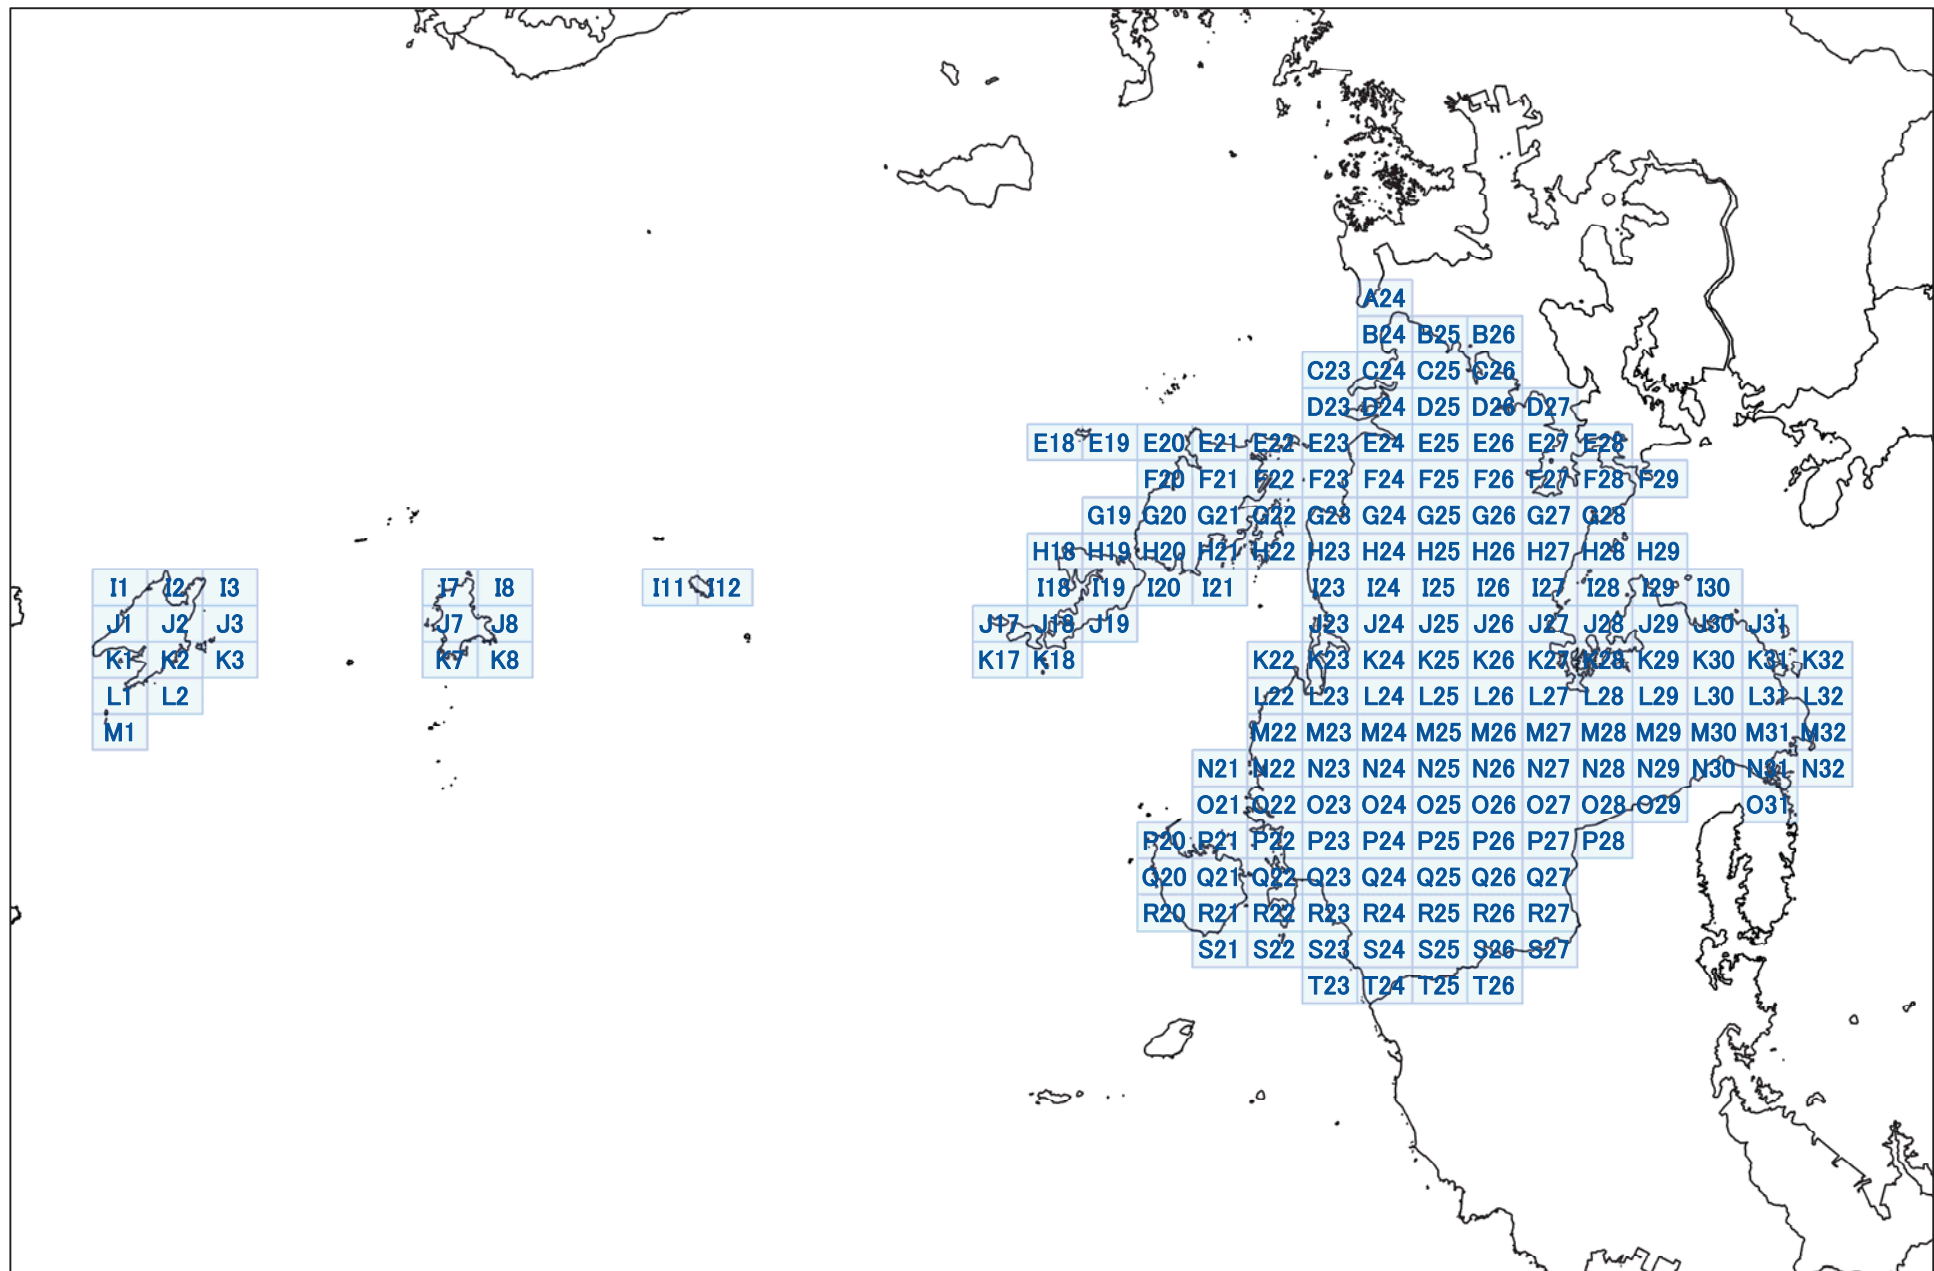 A24
B24 B25 B26
C23 C24 C25 C26
D23 D24 D25 D26 D27
E18 E19 E20 E21 E22 E23 E24 E25 E26 E27 E28
F20 F21 F22 F23 F24 F25 F26 F27 F28 F29
G19 G20 G21 G22 G23 G24 G25 G26 G27 G28
H18 H19 H20 H21 H22 H23 H24 H25 H26 H27 H28 H29
I1 I2 I3 I7 I8 I11 I12 I18 I19 I20 I21 I23 I24 I25 I26 I27 I28 I29 I30
J1 J2 J3 J7 J8 J17 J18 J19 J23 J24 J25 J26 J27 J28 J29 J30 J31
K1 K2 K3 K7 K8 K17 K18 K22 K23 K24 K25 K26 K27 K28 K29 K30 K31 K32
L1 L2 L22 L23 L24 L25 L26 L27 L28 L29 L30 L31 L32
M1 M22 M23 M24 M25 M26 M27 M28 M29 M30 M31 M32
N21 N22 N23 N24 N25 N26 N27 N28 N29 N30 N31 N32
O21 O22 O23 O24 O25 O26 O27 O28 O29 O31
P20 P21 P22 P23 P24 P25 P26 P27 P28
Q20 Q21 Q22 Q23 Q24 Q25 Q26 Q27
R20 R21 R22 R23 R24 R25 R26 R27
S21 S22 S23 S24 S25 S26 S27
T23 T24 T25 T26